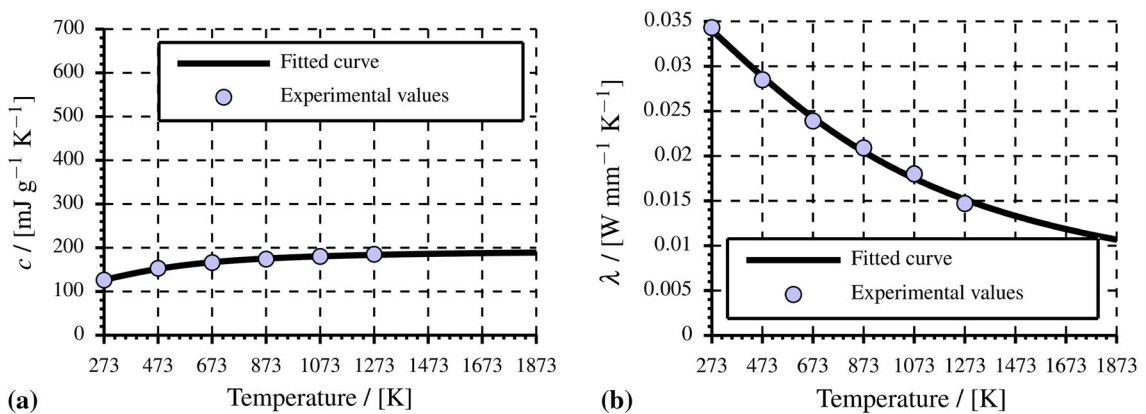 700
600
500
400
300
200
100
0
c / [mJ g⁻¹ K⁻¹]
Fitted curve
Experimental values
273 473 673 873 1073 1273 1473 1673 1873
(a) Temperature / [K]
0.035
0.03
0.025
0.02
0.015
0.01
0.005
0
λ / [W mm⁻¹ K⁻¹]
Fitted curve
Experimental values
273 473 673 873 1073 1273 1473 1673 1873
(b) Temperature / [K]